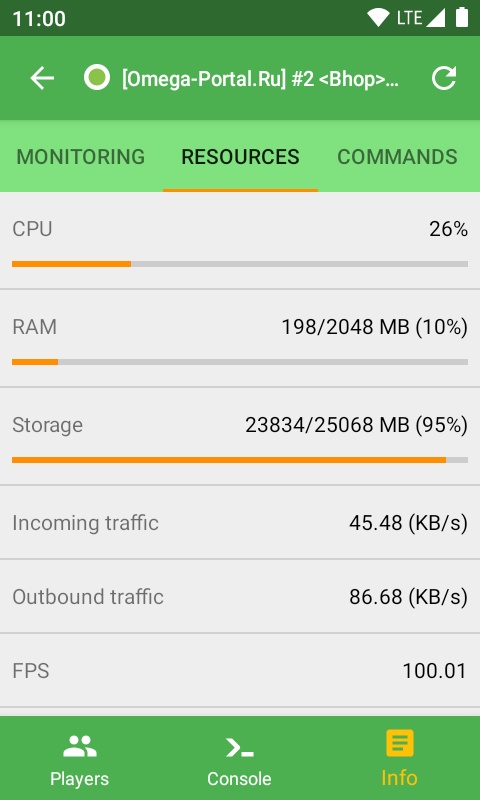 11:00 LTE
[Omega-Portal.Ru] #2 <Bhop>...
MONITORING RESOURCES COMMANDS
CPU 26%
RAM 198/2048 MB (10%)
Storage 23834/25068 MB (95%)
Incoming traffic 45.48 (KB/s)
Outbound traffic 86.68 (KB/s)
FPS 100.01
Players Console Info